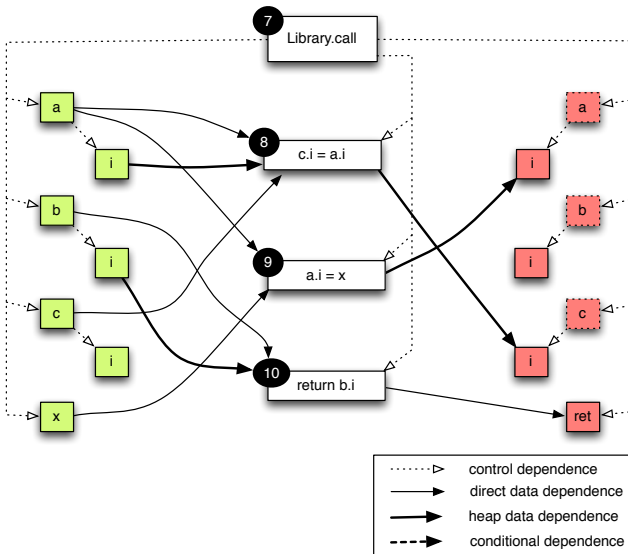 7
Library.call
a
a
8
c.i = a.i
i
i
b
b
9
a.i = x
i
i
c
c
i
i
10
return b.i
x
ret
control dependence
direct data dependence
heap data dependence
conditional dependence